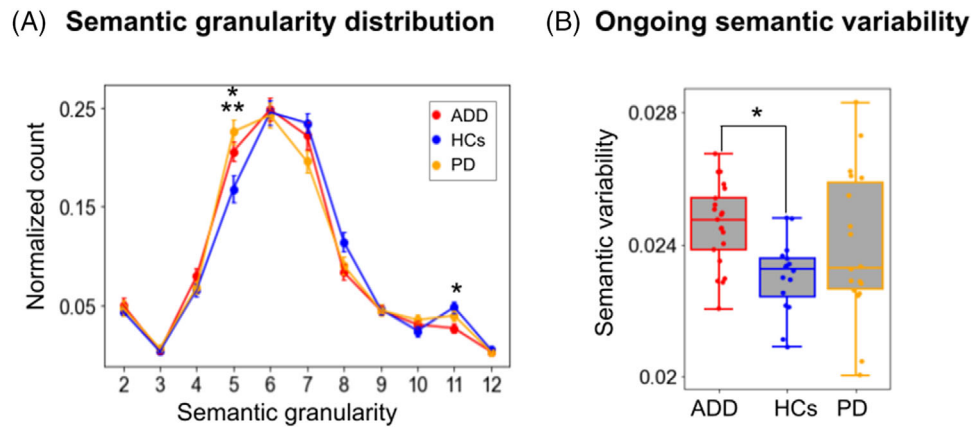 (A) Semantic granularity distribution
*
**
0.25
ADD
HCs
PD
0.15
Normalized count
*
0.05
2 3 4 5 6 7 8 9 10 11 12
Semantic granularity
(B) Ongoing semantic variability
0.028
*
Semantic variability
0.024
0.02
ADD HCs PD